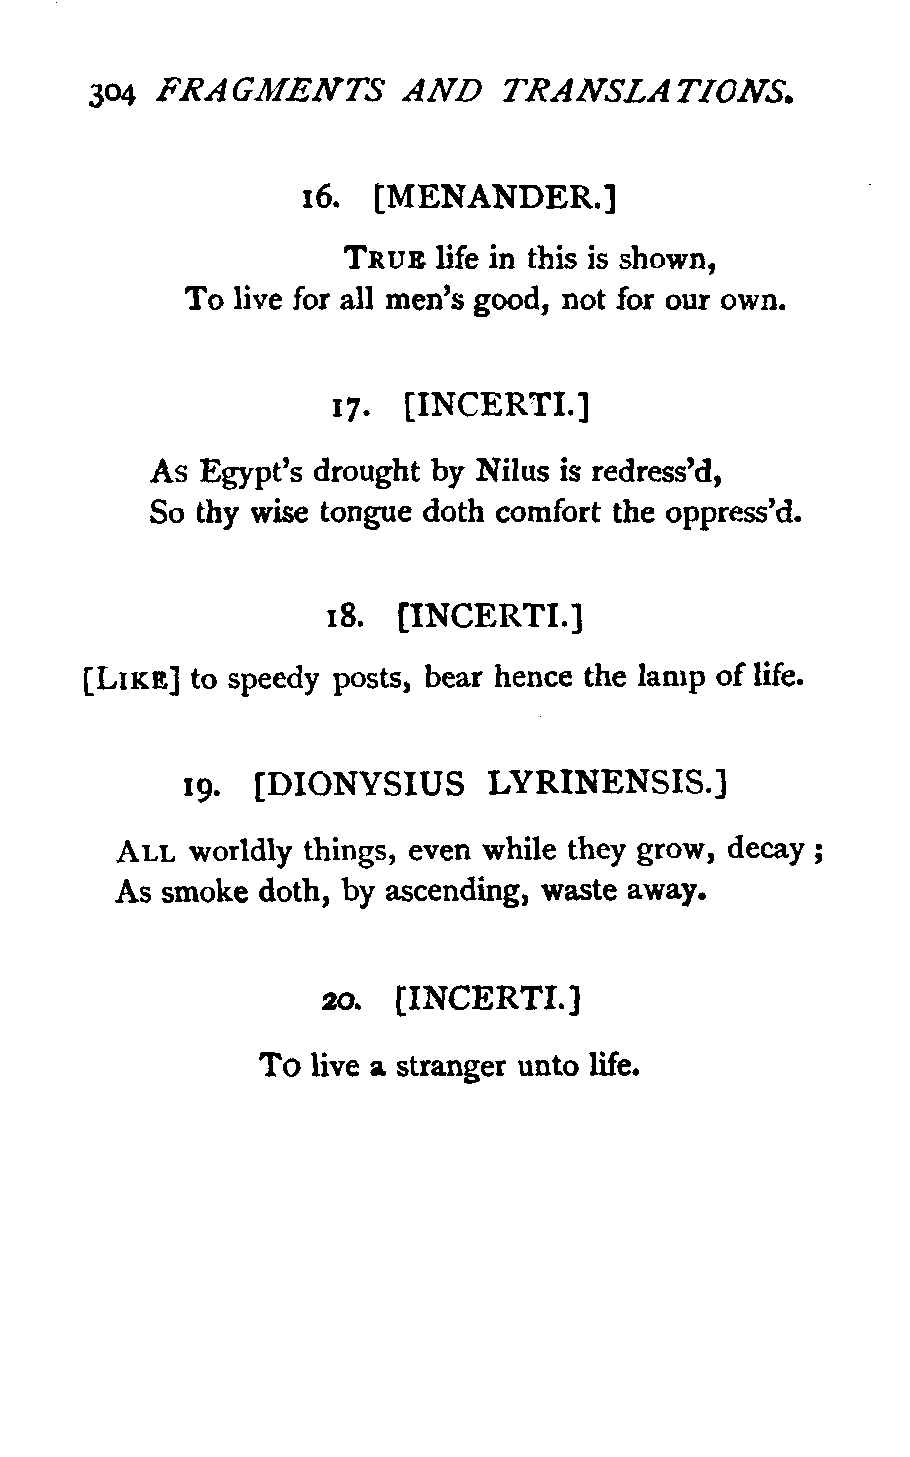 304 FRAGMENTS AND TRANSLATIONS.
16. [MENANDER.]
TRUE life in this is shown,
To live for all men's good, not for our own.
17. [INCERTI.]
As Egypt's drought by Nilus is redress'd,
So thy wise tongue doth comfort the oppress'd.
18. [INCERTI.]
[LIKE] to speedy posts, bear hence the lamp of life.
19. [DIONYSIUS LYRINENSIS.]
ALL worldly things, even while they grow, decay ;
As smoke doth, by ascending, waste away.
20. [INCERTI.]
To live a stranger unto life.